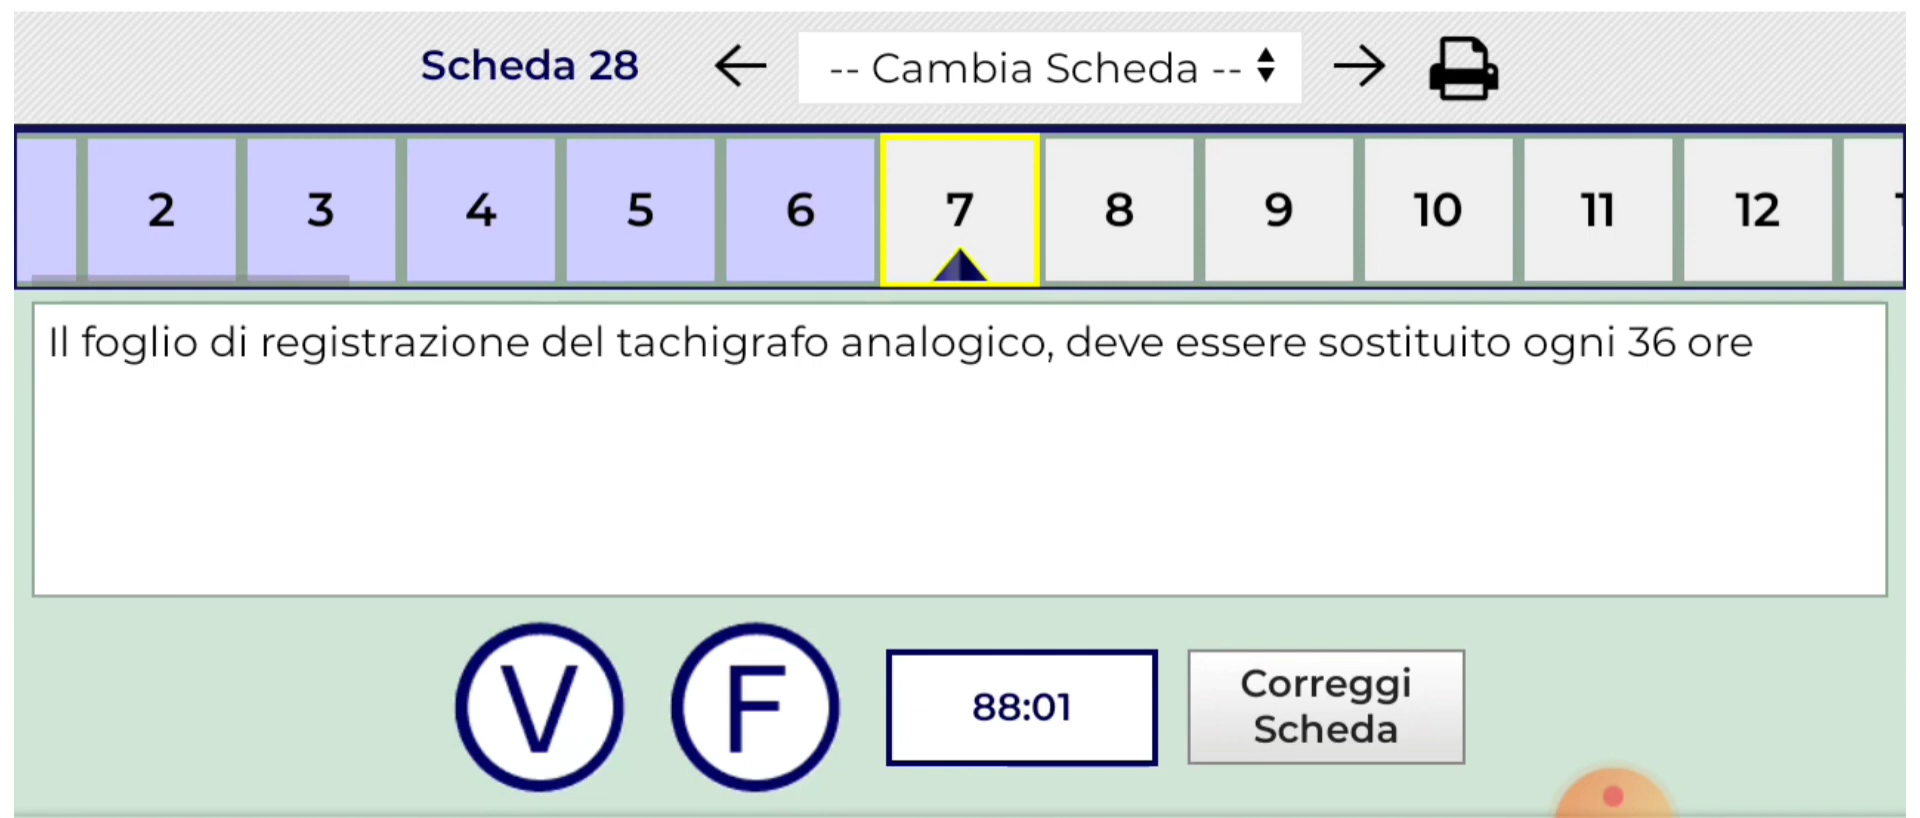 Scheda 28
-- Cambia Scheda --
2 3 4 5 6 7 8 9 10 11 12
Il foglio di registrazione del tachigrafo analogico, deve essere sostituito ogni 36 ore
V F 88:01 Correggi
Scheda